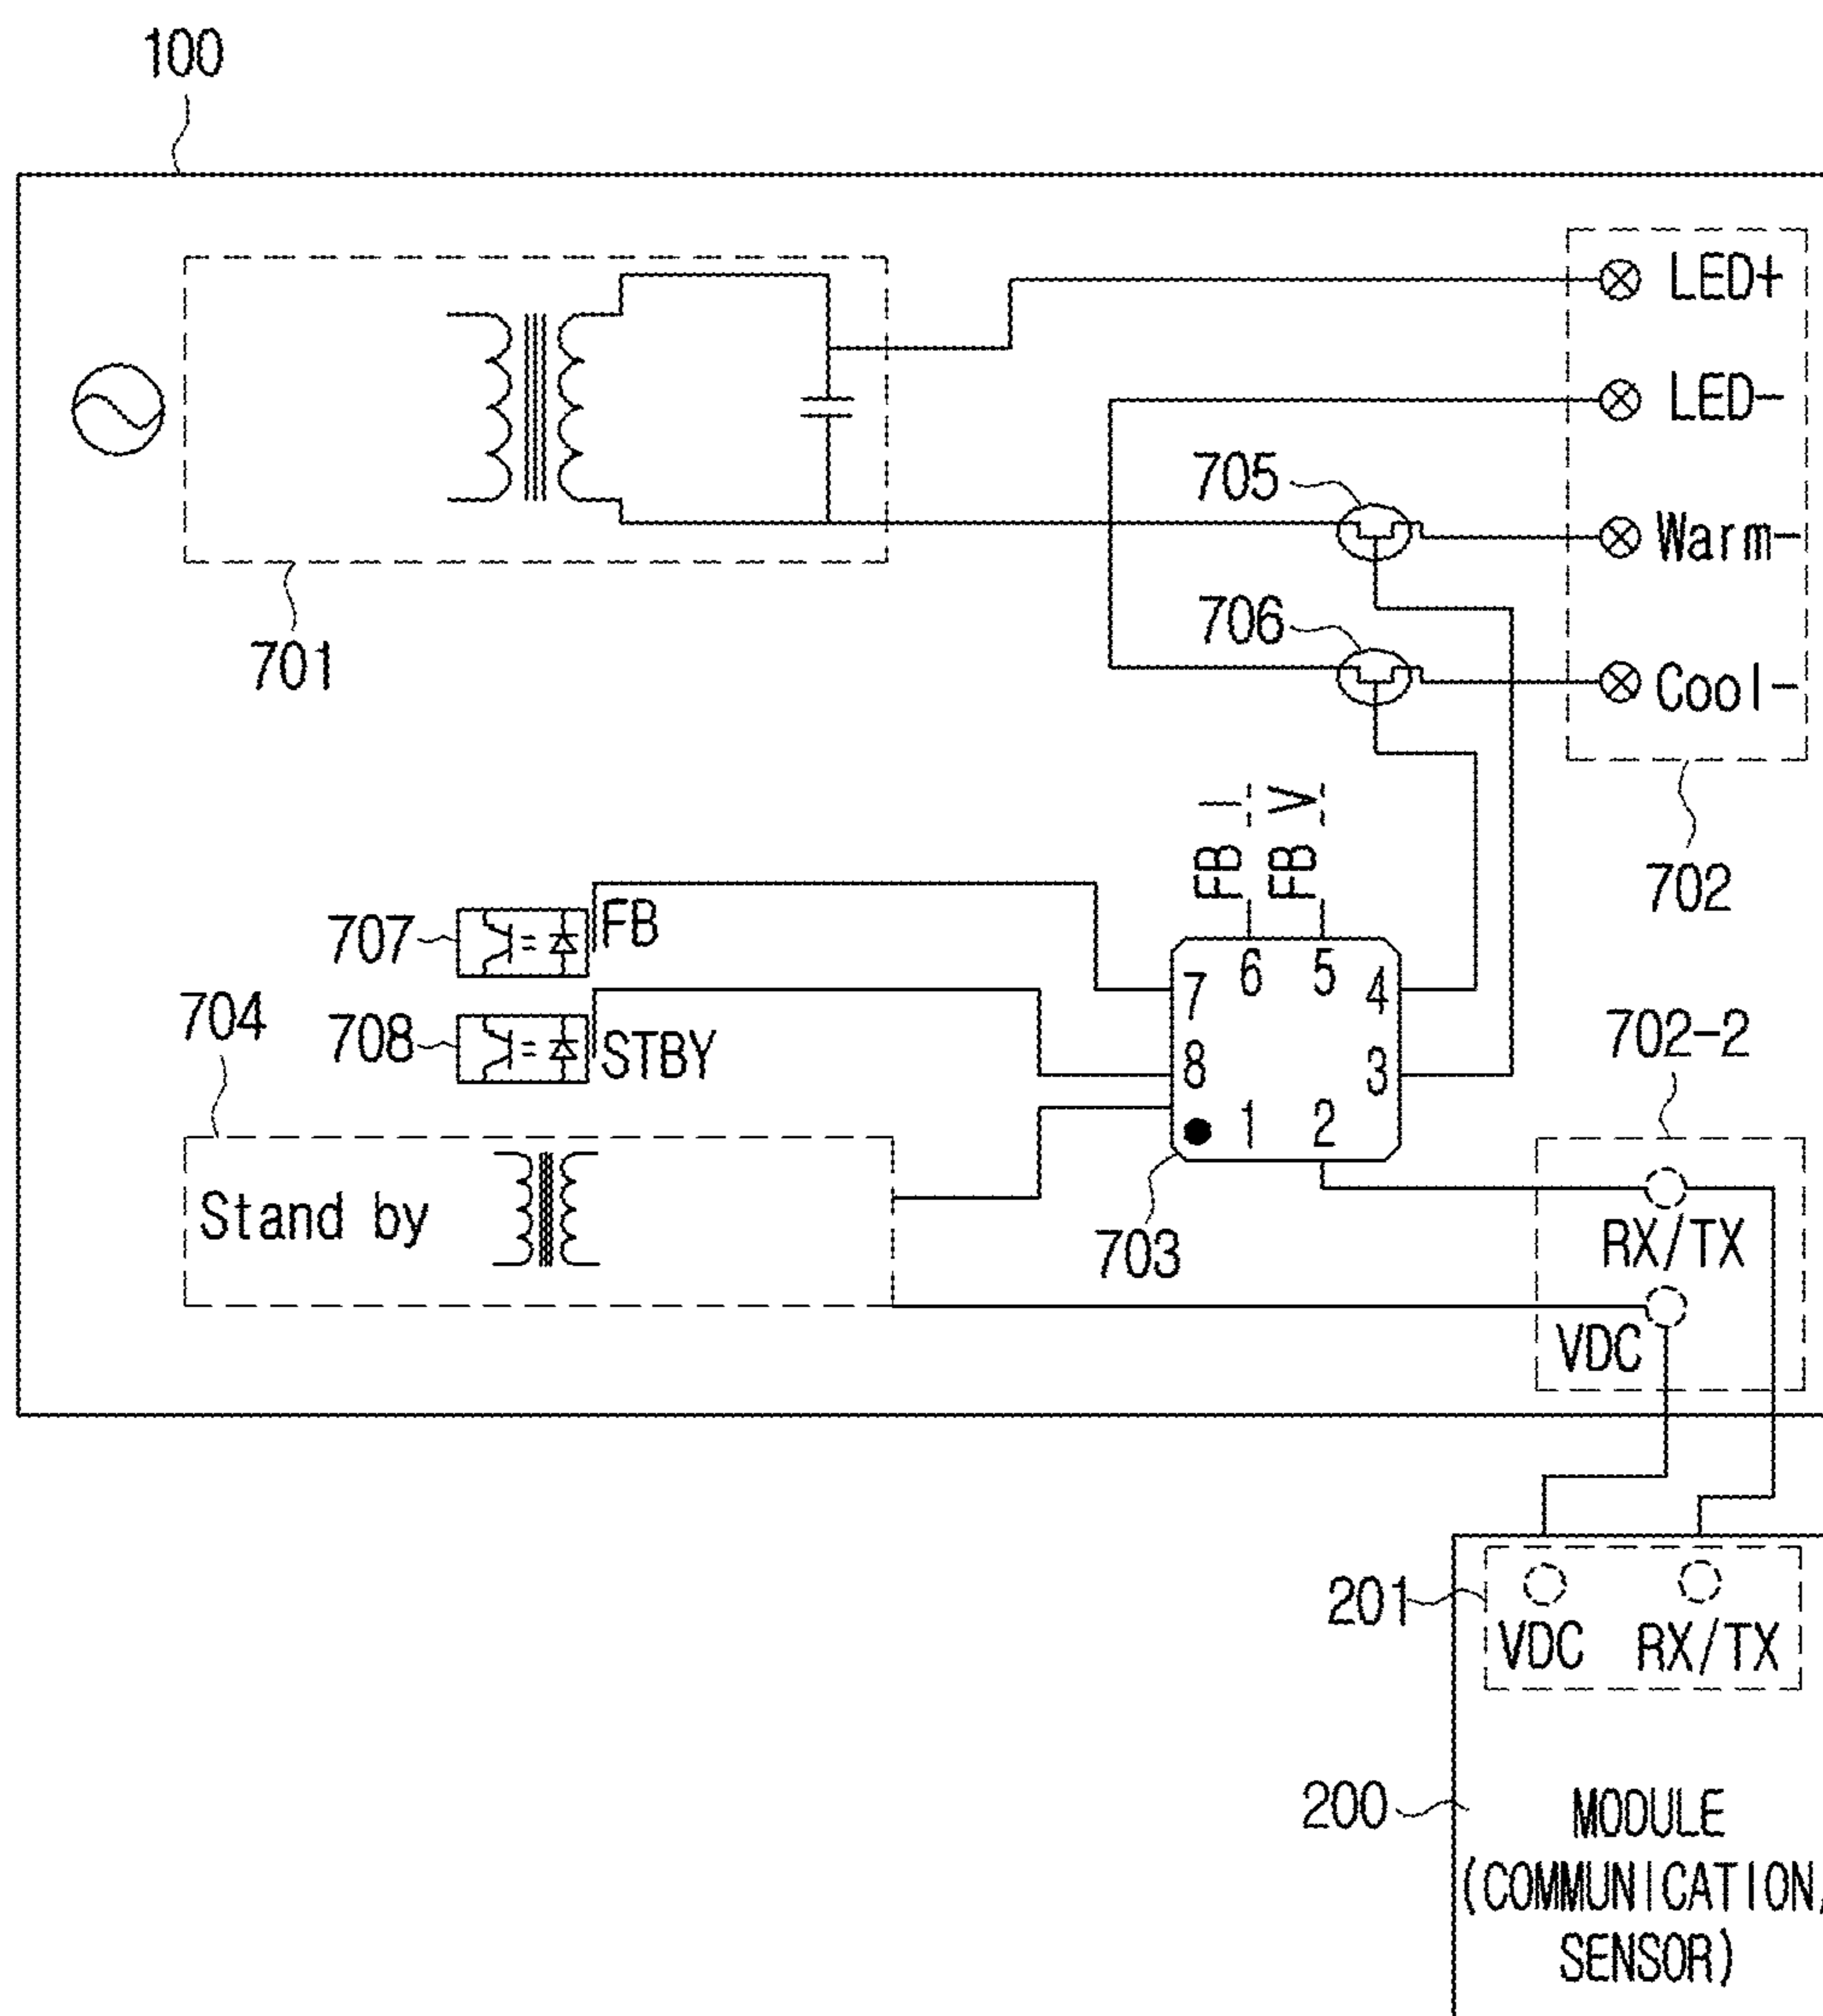 100
LED+
LED-
705
Warm-
706
Cool-
701
702
FB_I
FB_V
707
FB
704
708
STBY
7
6
5
4
8
3
1
2
702-2
Stand by
703
RX/TX
VDC
201
VDC
RX/TX
200
MODULE
(COMMUNICATION,
SENSOR)